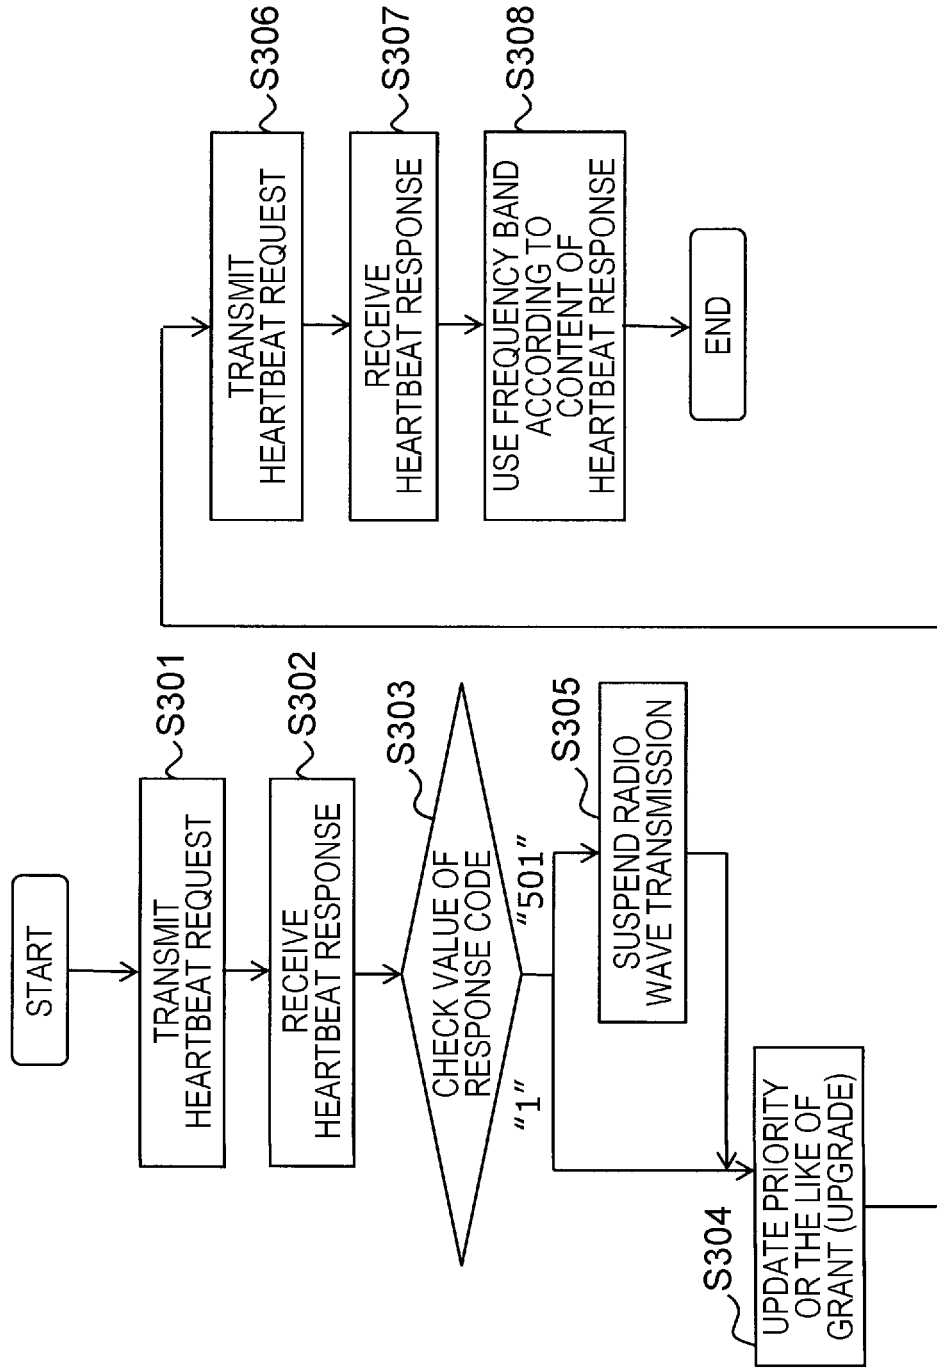 START
S301
TRANSMIT
HEARTBEAT REQUEST
S302
RECEIVE
HEARTBEAT RESPONSE
S303
CHECK VALUE OF
RESPONSE CODE
"1"
"501"
S305
SUSPEND RADIO
WAVE TRANSMISSION
S304
UPDATE PRIORITY
OR THE LIKE OF
GRANT (UPGRADE)
S306
TRANSMIT
HEARTBEAT REQUEST
S307
RECEIVE
HEARTBEAT RESPONSE
S308
USE FREQUENCY BAND
ACCORDING TO
CONTENT OF
HEARTBEAT RESPONSE
END